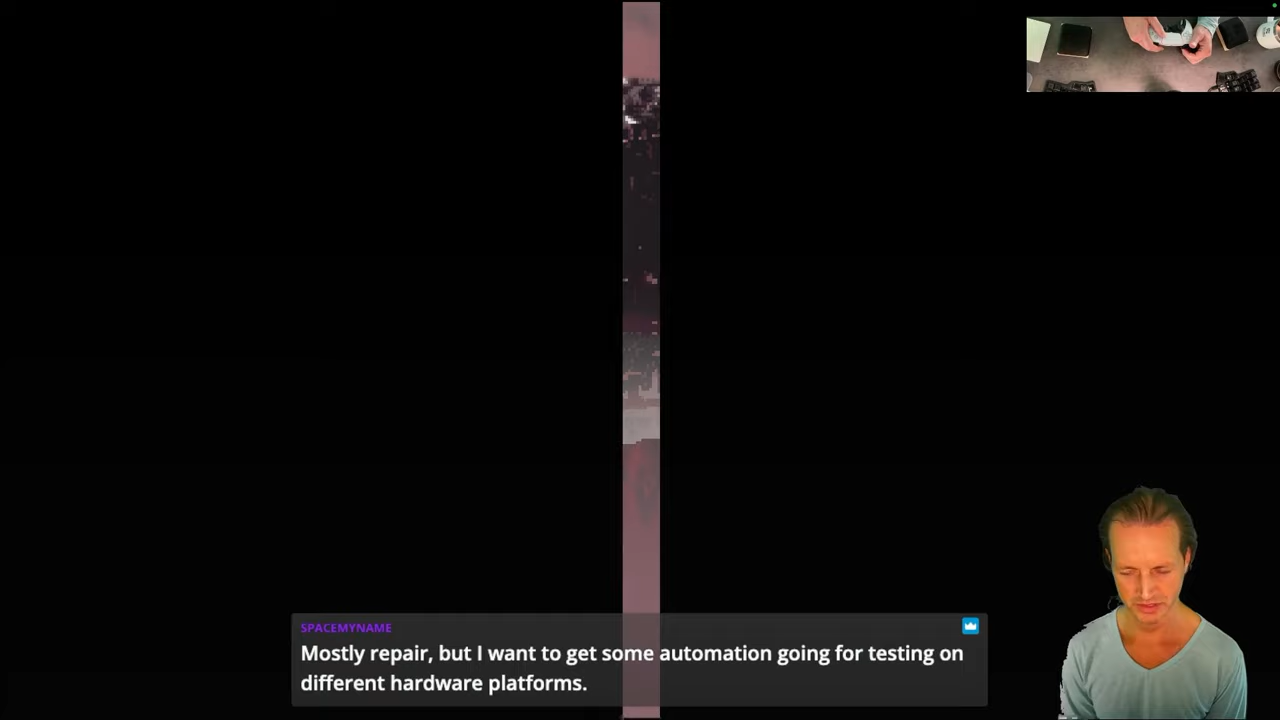 SPACEMYNAME
Mostly repair, but I want to get some automation going for testing on
different hardware platforms.